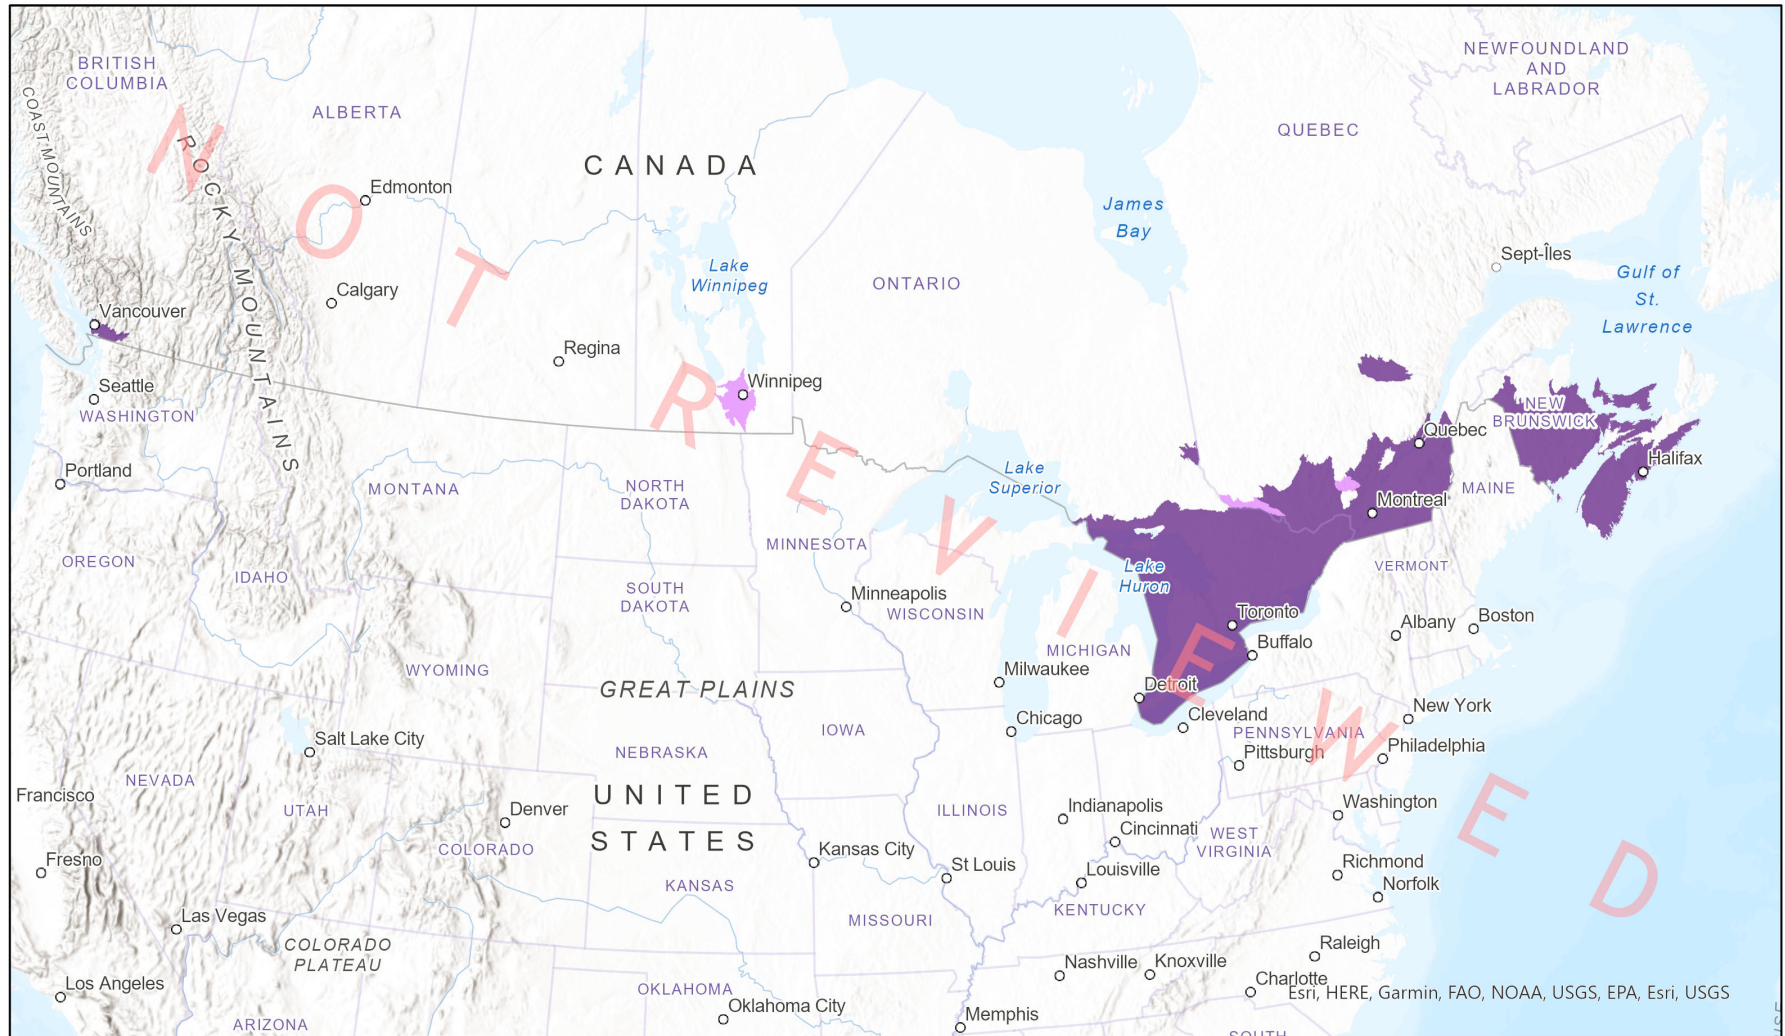 BRITISH
COLUMBIA
ALBERTA
CANADA
QUEBEC
NEWFOUNDLAND
AND
LABRADOR
COAST MOUNTAINS
ROCKY MOUNTAINS
Edmonton
James
Bay
Calgary
Lake
Winnipeg
ONTARIO
Sept-Îles
Gulf of
St.
Lawrence
Vancouver
Regina
Winnipeg
Seattle
WASHINGTON
NEW
BRUNSWICK
Quebec
Halifax
Portland
MONTANA
NORTH
DAKOTA
Lake
Superior
MAINE
Montreal
OREGON
IDAHO
MINNESOTA
Lake
Huron
VERMONT
SOUTH
DAKOTA
Minneapolis
WISCONSIN
Toronto
Albany
Boston
Buffalo
WYOMING
GREAT PLAINS
MICHIGAN
Milwaukee
Detroit
Chicago
Cleveland
New York
PENNSYLVANIA
Pittsburgh
Philadelphia
Salt Lake City
IOWA
NEBRASKA
NEVADA
Francisco
UTAH
Denver
UNITED
STATES
ILLINOIS
Indianapolis
Washington
Cincinnati
WEST
VIRGINIA
COLORADO
Kansas City
St Louis
Louisville
Richmond
Norfolk
Fresno
KANSAS
MISSOURI
KENTUCKY
Las Vegas
COLORADO
PLATEAU
Raleigh
Nashville
Knoxville
Charlotte
Los Angeles
OKLAHOMA
Oklahoma City
Memphis
ARIZONA
SOUTH
Esri, HERE, Garmin, FAO, NOAA, USGS, EPA, Esri, USGS
NOT REVIEWED